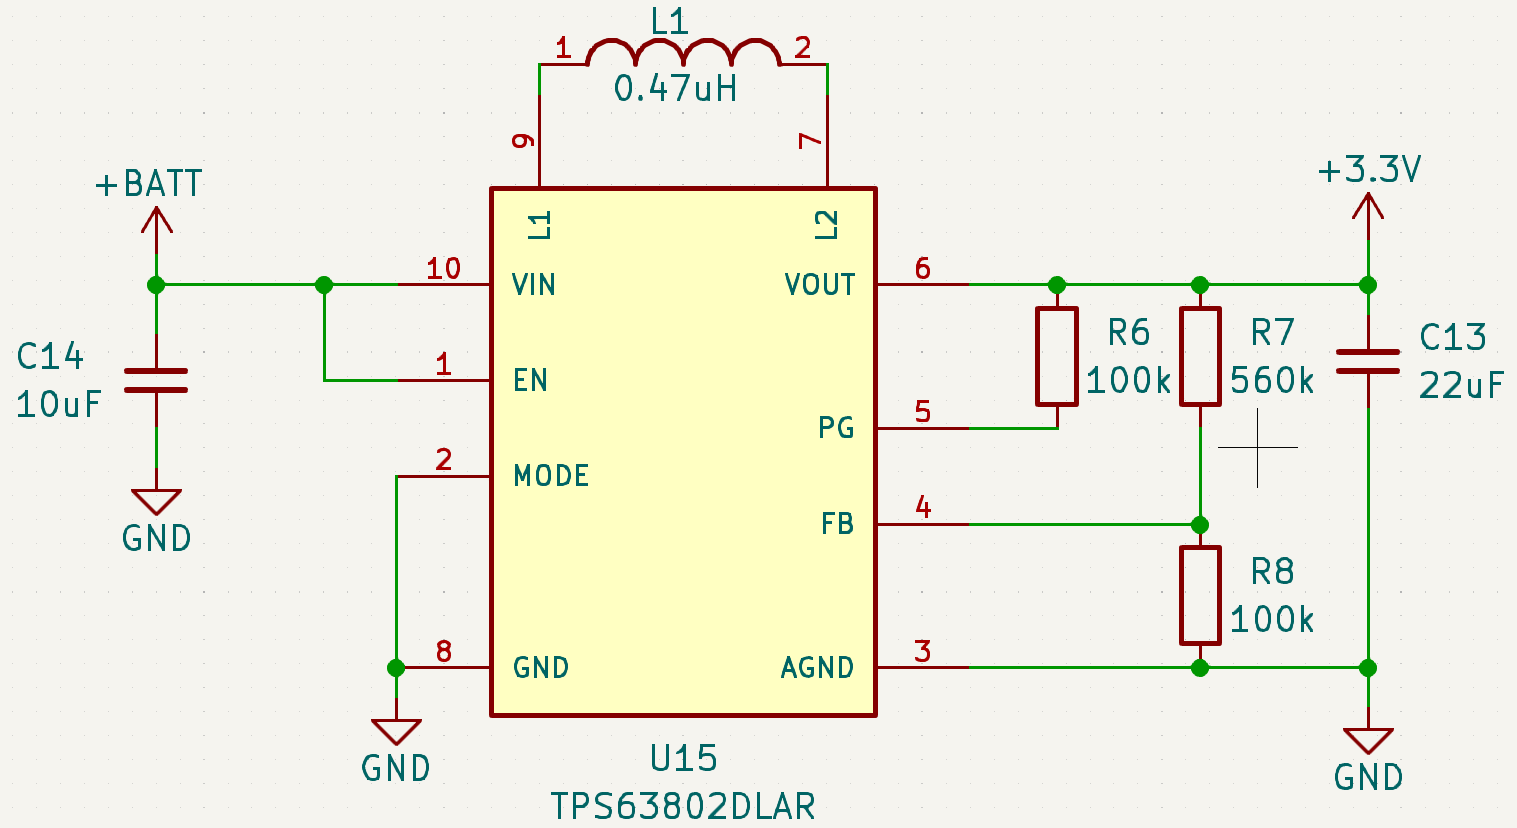 L1
1
2
0.47uH
9
7
+BATT
+3.3V
L1
L2
10
VIN
VOUT
6
C14
10uF
1
EN
R6
100k
R7
560k
C13
22uF
PG
5
2
MODE
FB
4
GND
R8
100k
8
GND
AGND
3
GND
GND
U15
TPS63802DLAR